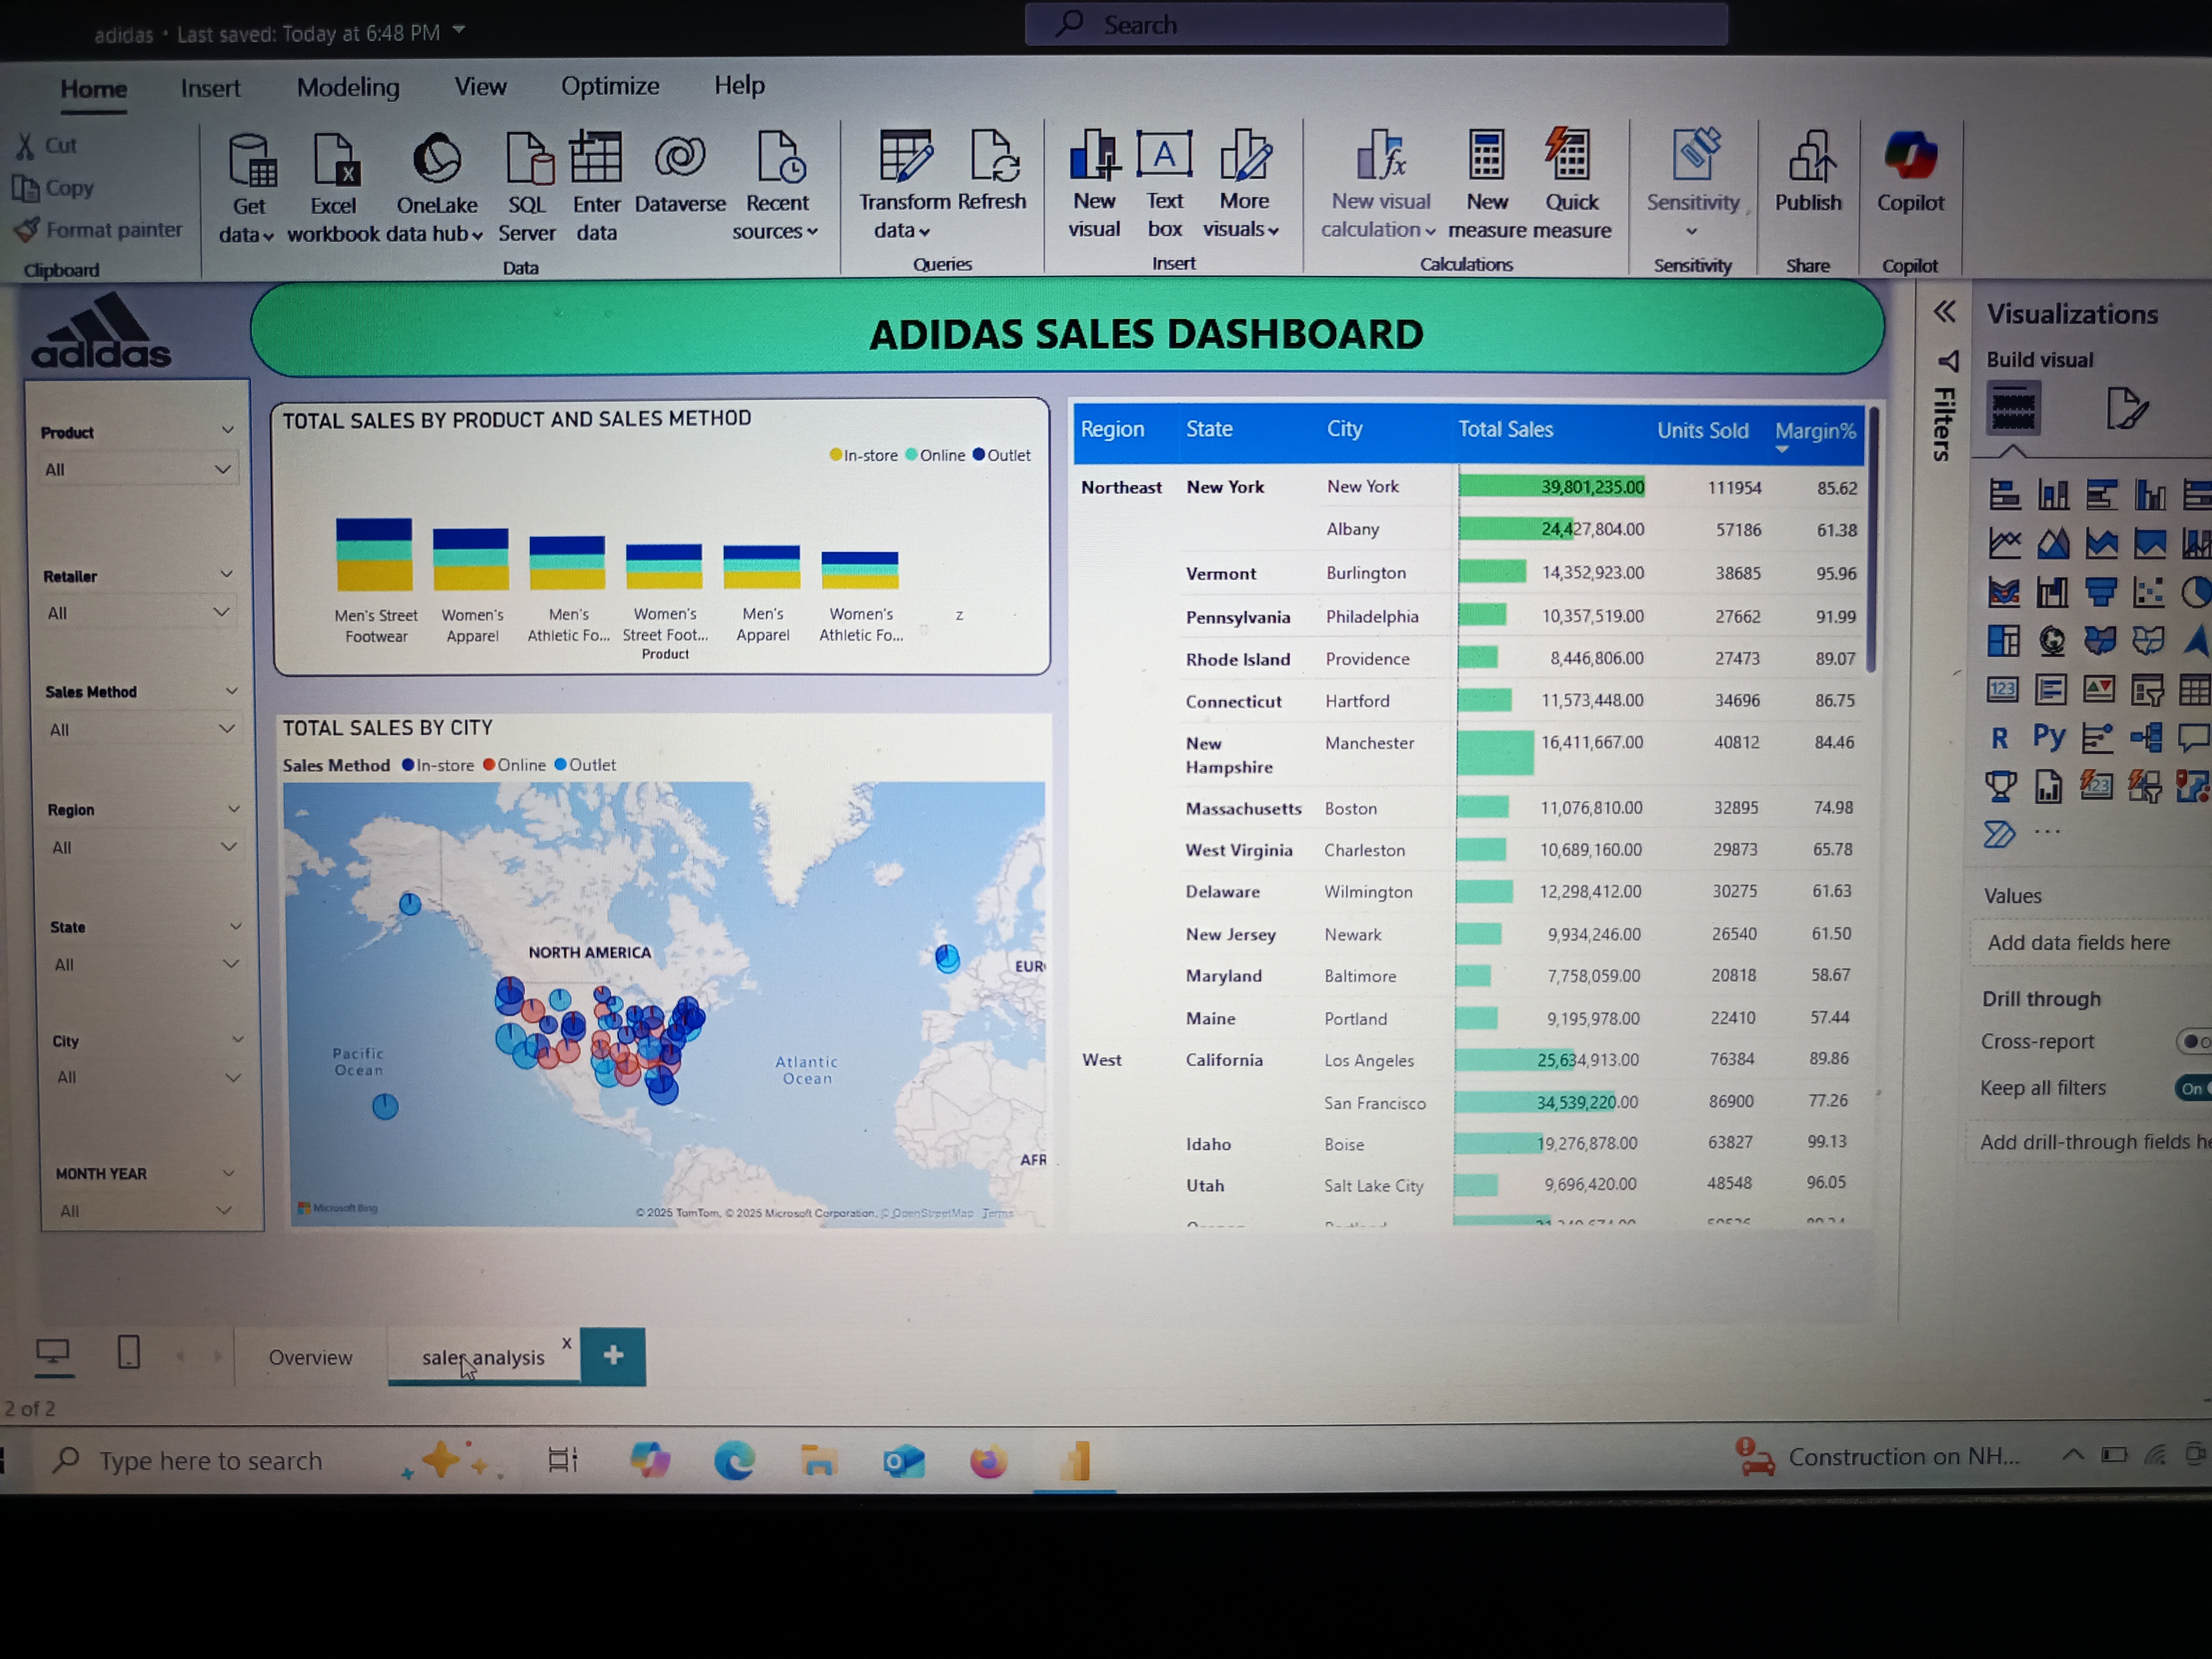 adidas • Last saved: Today at 6:48 PM
Search
Home Insert Modeling View Optimize Help
Cut
Copy
Format painter
Clipboard
Get data
Excel workbook
OneLake data hub
SQL Server
Enter data
Dataverse
Recent sources
Data
Transform data
Refresh
Queries
New visual
A
Text box
More visuals
Insert
New visual calculation
New measure
Quick measure
Calculations
Sensitivity
Sensitivity
Publish
Share
Copilot
Copilot
adidas
ADIDAS SALES DASHBOARD
Product
All
Retailer
All
Sales Method
All
Region
All
State
All
City
All
MONTH YEAR
All
TOTAL SALES BY PRODUCT AND SALES METHOD
In-store Online Outlet
Men's Street Footwear
Women's Apparel
Men's Athletic Fo...
Women's Street Foot...
Men's Apparel
Women's Athletic Fo...
z
Product
TOTAL SALES BY CITY
Sales Method In-store Online Outlet
NORTH AMERICA
EUR
Pacific Ocean
Atlantic Ocean
AFR
Microsoft Bing
© 2025 TomTom, © 2025 Microsoft Corporation, © OpenStreetMap Terms
Region State City Total Sales Units Sold Margin%
Northeast New York New York 39,801,235.00 111954 85.62
Albany 24,427,804.00 57186 61.38
Vermont Burlington 14,352,923.00 38685 95.96
Pennsylvania Philadelphia 10,357,519.00 27662 91.99
Rhode Island Providence 8,446,806.00 27473 89.07
Connecticut Hartford 11,573,448.00 34696 86.75
New Hampshire Manchester 16,411,667.00 40812 84.46
Massachusetts Boston 11,076,810.00 32895 74.98
West Virginia Charleston 10,689,160.00 29873 65.78
Delaware Wilmington 12,298,412.00 30275 61.63
New Jersey Newark 9,934,246.00 26540 61.50
Maryland Baltimore 7,758,059.00 20818 58.67
Maine Portland 9,195,978.00 22410 57.44
West California Los Angeles 25,634,913.00 76384 89.86
San Francisco 34,539,220.00 86900 77.26
Idaho Boise 19,276,878.00 63827 99.13
Utah Salt Lake City 9,696,420.00 48548 96.05
Filters
Visualizations
Build visual
123
R Py
123
Values
Add data fields here
Drill through
Cross-report
Keep all filters On
Add drill-through fields he
Overview
sales analysis x
+
2 of 2
Type here to search
Construction on NH...